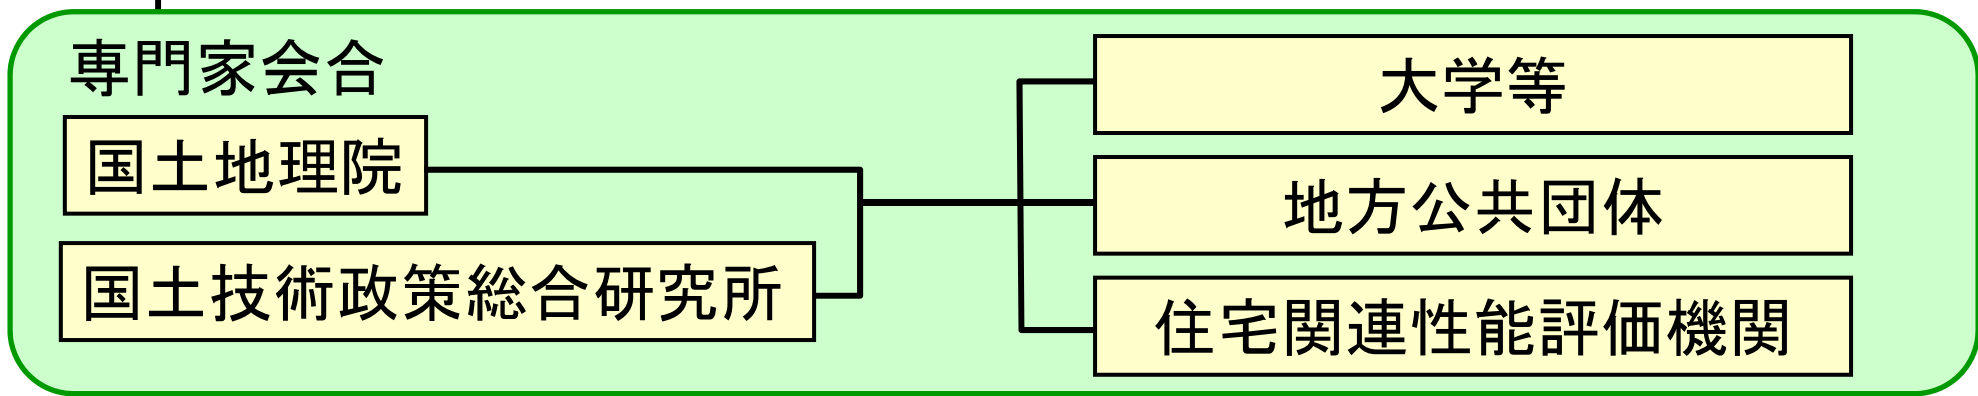 専門家会合
国土地理院
国土技術政策総合研究所
大学等
地方公共団体
住宅関連性能評価機関